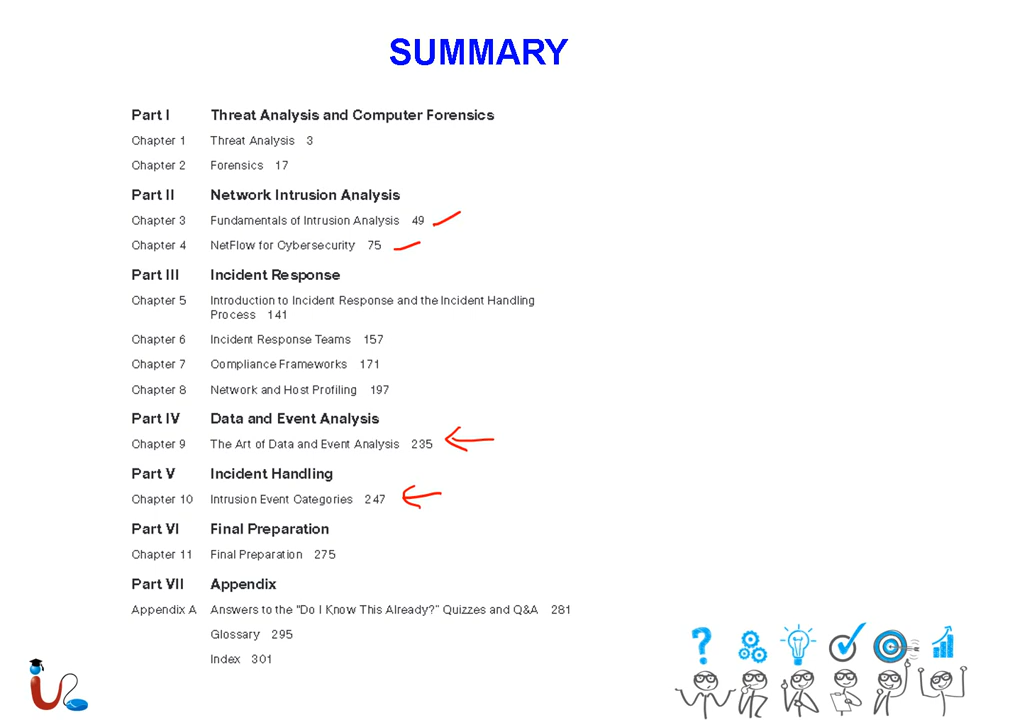 SUMMARY
Part I Threat Analysis and Computer Forensics
Chapter 1 Threat Analysis 3
Chapter 2 Forensics 17
Part II Network Intrusion Analysis
Chapter 3 Fundamentals of Intrusion Analysis 49
Chapter 4 NetFlow for Cybersecurity 75
Part III Incident Response
Chapter 5 Introduction to Incident Response and the Incident Handling
Process 141
Chapter 6 Incident Response Teams 157
Chapter 7 Compliance Frameworks 171
Chapter 8 Network and Host Profiling 197
Part IV Data and Event Analysis
Chapter 9 The Art of Data and Event Analysis 235
Part V Incident Handling
Chapter 10 Intrusion Event Categories 247
Part VI Final Preparation
Chapter 11 Final Preparation 275
Part VII Appendix
Appendix A Answers to the "Do I Know This Already?" Quizzes and Q&A 281
Glossary 295
Index 301